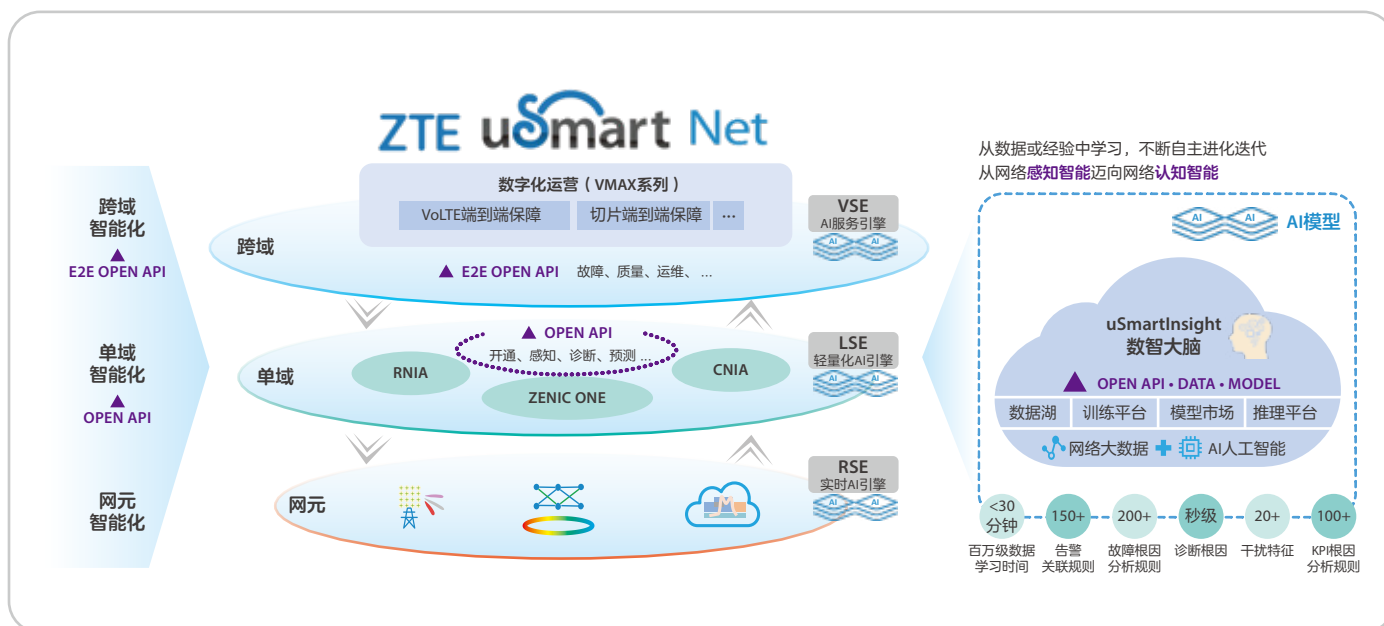 ZTE uSmart Net
跨域
智能化
E2E OPEN API
单域
智能化
OPEN API
网元
智能化
数字化运营（VMAX系列）
VoLTE端到端保障
切片端到端保障
...
跨域
E2E OPEN API 故障、质量、运维、...
VSE
AI服务引擎
AI AI
OPEN API
开通、感知、诊断、预测 ...
单域
RNIA
ZENIC ONE
CNIA
LSE
轻量化AI引擎
AI AI
网元
RSE
实时AI引擎
AI AI
从数据或经验中学习，不断自主进化迭代
从网络感知智能迈向网络认知智能
AI AI
AI模型
uSmartInsight
数智大脑
OPEN API • DATA • MODEL
数据湖
训练平台
模型市场
推理平台
网络大数据
AI人工智能
<30
分钟
百万级数据
学习时间
150+
告警
关联规则
200+
故障根因
分析规则
秒级
诊断根因
20+
干扰特征
100+
KPI根因
分析规则